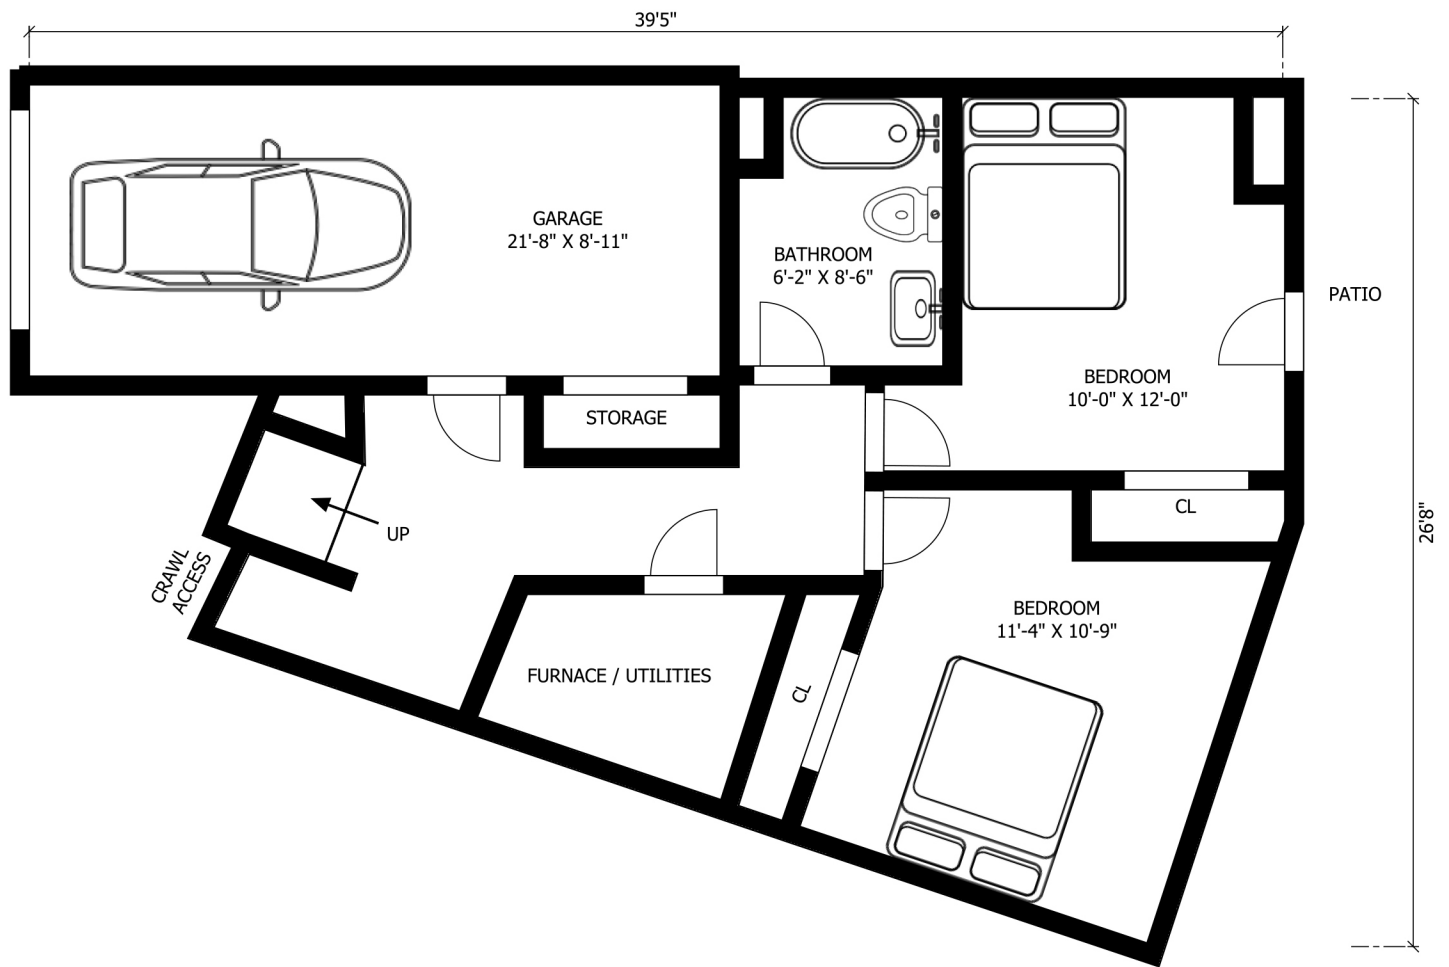 39'5"
GARAGE
21'-8" X 8'-11"
BATHROOM
6'-2" X 8'-6"
PATIO
BEDROOM
10'-0" X 12'-0"
STORAGE
CL
UP
26'8"
CRAWL
ACCESS
BEDROOM
11'-4" X 10'-9"
FURNACE / UTILITIES
CL